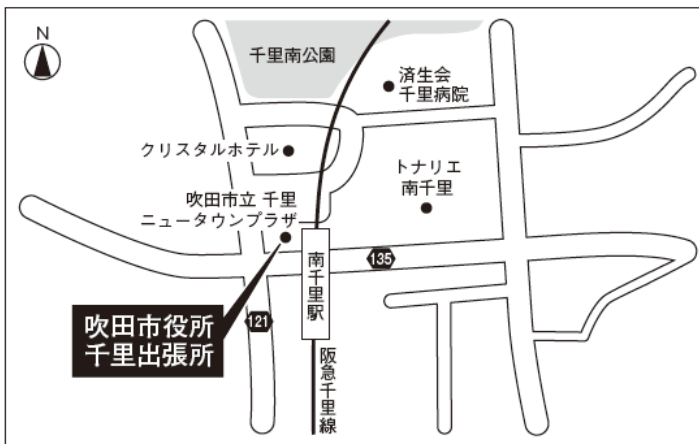 N
千里南公園
済生会
千里病院
クリスタルホテル
トナリエ
南千里
吹田市立 千里
ニュータウンプラザ
135
南千里駅
121
吹田市役所
千里出張所
阪急千里線